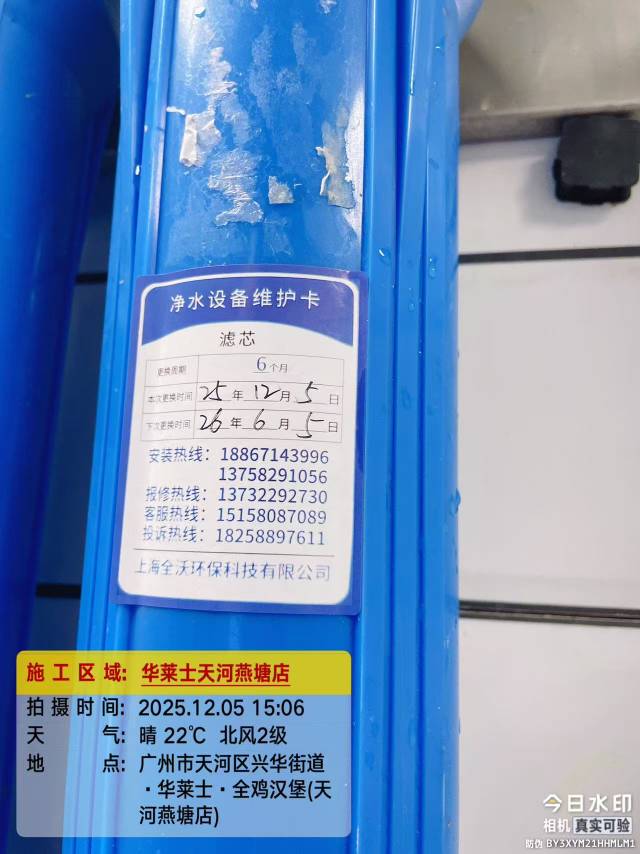 净水设备维护卡
滤芯
更换周期 6个月
本次更换时间 25年12月5日
下次更换时间 26年6月5日
安装热线：18867143996
13758291056
报修热线：13732292730
客服热线：15158087089
投诉热线：18258897611
上海全沃环保科技有限公司
施工区域：华莱士天河燕塘店
拍摄时间：2025.12.05 15:06
天气：晴 22℃ 北风2级
地点：广州市天河区兴华街道
·华莱士·全鸡汉堡(天
河燕塘店)
今日水印
相机 真实可验
防伪 BY3XYM21HHMLM1